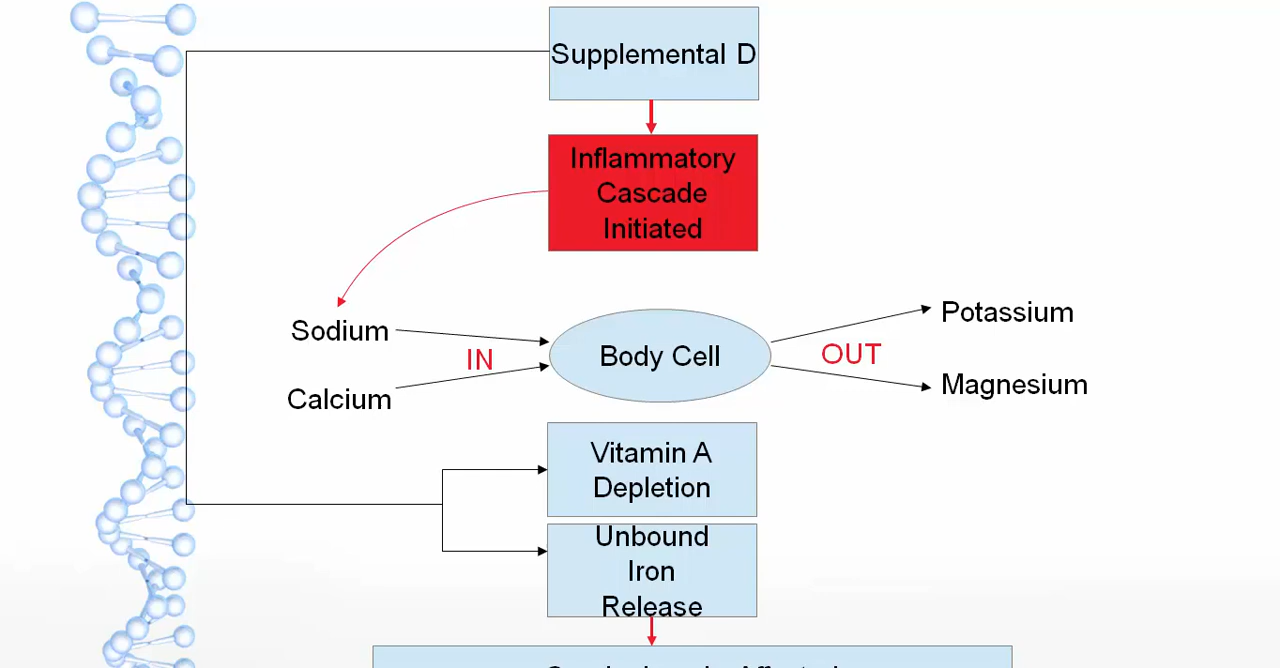 Supplemental D
Inflammatory
Cascade
Initiated
Sodium
IN
Calcium
Body Cell
Potassium
OUT
Magnesium
Vitamin A
Depletion
Unbound
Iron
Release